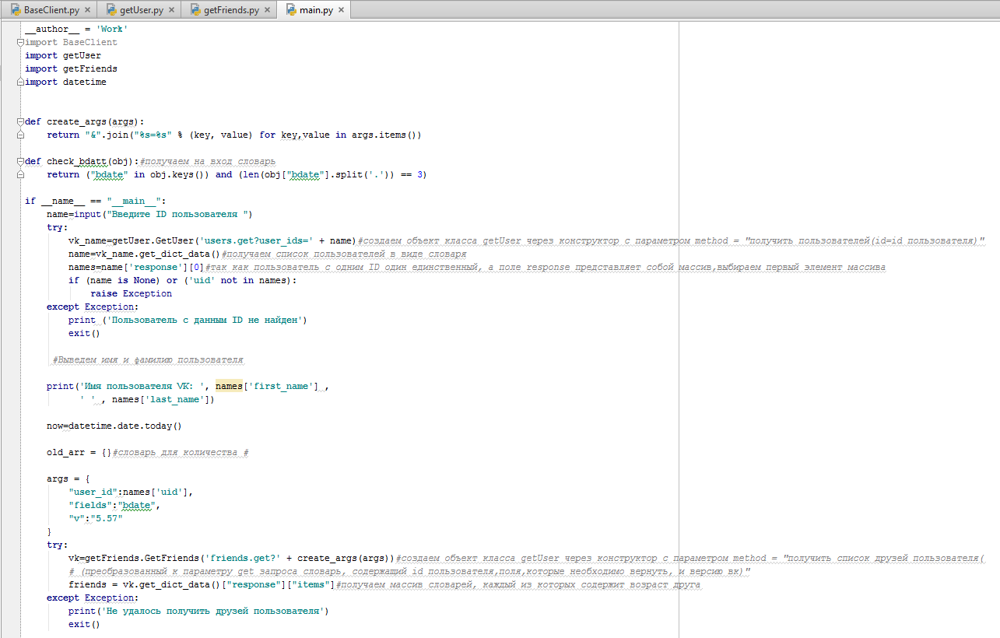 BaseClient.py × getUser.py × getFriends.py × main.py ×
__author__ = 'Work'
import BaseClient
import getUser
import getFriends
import datetime
def create_args(args):
    return "&".join("%s=%s" % (key, value) for key,value in args.items())
def check_bdatt(obj):#получаем на вход словарь
    return ("bdate" in obj.keys()) and (len(obj["bdate"].split('.')) == 3)
if __name__ == "__main__":
    name=input("Введите ID пользователя ")
    try:
        vk_name=getUser.GetUser('users.get?user_ids=' + name)#создаем объект класса getUser через конструктор с параметром method = "получить пользователей(id=id пользователя)"
        name=vk_name.get_dict_data()#получаем список пользователей в виде словаря
        names=name['response'][0]#так как пользователь с одним ID один единственный, а поле response представляет собой массив,выбираем первый элемент массива
        if (name is None) or ('uid' not in names):
            raise Exception
    except Exception:
        print ('Пользователь с данным ID не найден')
        exit()
     #Выведем имя и фамилию пользователя
    print('Имя пользователя VK: ', names['first_name'] ,
          ' ' , names['last_name'])
    now=datetime.date.today()
    old_arr = {}#словарь для количества #
    args = {
        "user_id":names['uid'],
        "fields":"bdate",
        "v":"5.57"
    }
    try:
        vk=getFriends.GetFriends('friends.get?' + create_args(args))#создаем объект класса getUser через конструктор с параметром method = "получить список друзей пользователя(
        # (преобразованный к параметру get запроса словарь, содержащий id пользователя,поля,которые необходимо вернуть, и версию вк)"
        friends = vk.get_dict_data()["response"]["items"]#получаем массив словарей, каждый из которых содержит возраст друга
    except Exception:
        print('Не удалось получить друзей пользователя')
        exit()